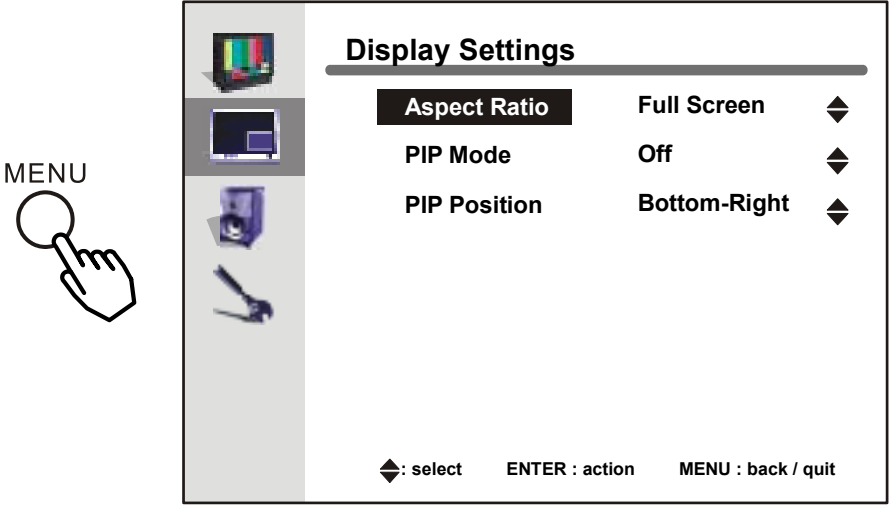 MENU
Display Settings
Aspect Ratio Full Screen
PIP Mode Off
PIP Position Bottom-Right
: select ENTER : action MENU : back / quit